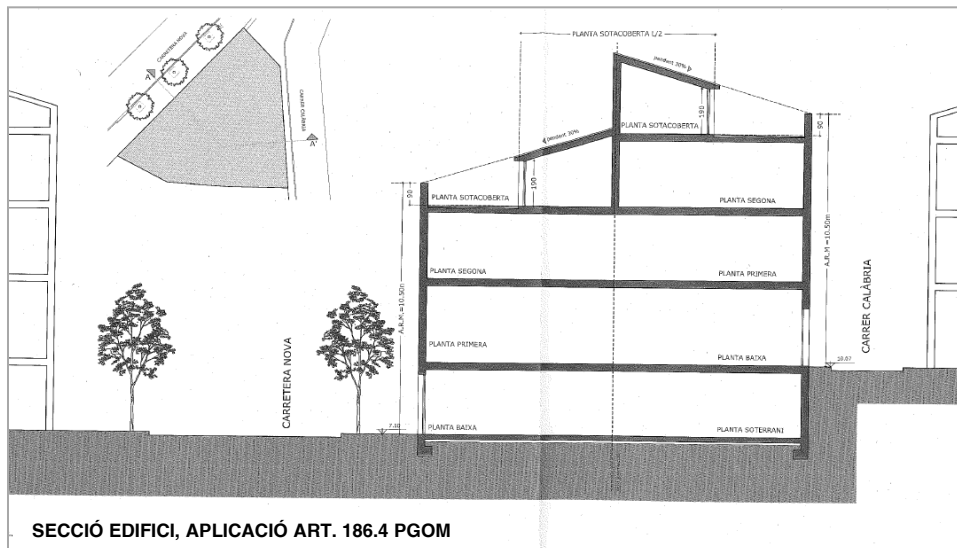 PLANTA SOTACOBERTA L/2
CARRETERA NOVA
A
CARRER CALÀBRIA
A'
pendent 30%
190
PLANTA SOTACOBERTA
90
pendent 30%
190
90
PLANTA SOTACOBERTA
PLANTA SEGONA
A.R.M.=10.50m
A.R.M.=10.50m
PLANTA SEGONA
PLANTA PRIMERA
CARRER CALÀBRIA
CARRETERA NOVA
PLANTA PRIMERA
PLANTA BAIXA
10.07
PLANTA BAIXA
PLANTA SOTERRANI
SECCIÓ EDIFICI, APLICACIÓ ART. 186.4 PGOM